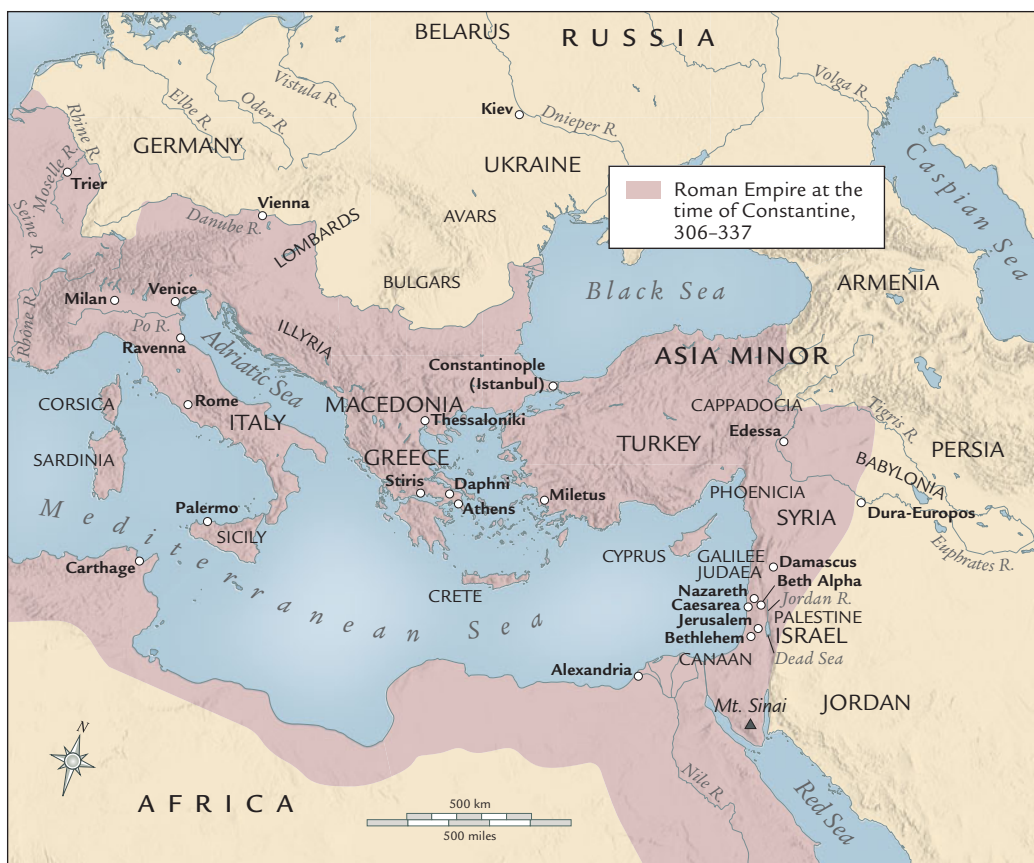 BELARUS
RUSSIA
Vistula R.
Oder R.
Elbe R.
Volga R.
Rhine R.
Kiev
Dnieper R.
GERMANY
Moselle R.
Trier
UKRAINE
Caspian Sea
Roman Empire at the
time of Constantine,
306–337
Seine R.
Vienna
Danube R.
LOMBARDS
AVARS
BULGARS
ARMENIA
Milan
Venice
Black Sea
Rhône R.
Po R.
Ravenna
ILLYRIA
Adriatic Sea
ASIA MINOR
Constantinople
(Istanbul)
CORSICA
Rome
ITALY
MACEDONIA
Thessaloniki
CAPPADOCIA
Tigris R.
Edessa
TURKEY
PERSIA
SARDINIA
GREECE
BABYLONIA
Stiris
Daphni
Athens
Miletus
PHOENICIA
SYRIA
Dura-Europos
Mediterranean Sea
Palermo
SICILY
Euphrates R.
Carthage
CYPRUS
GALILEE
Damascus
JUDAEA
Beth Alpha
CRETE
Nazareth
Jordan R.
Caesarea
Jerusalem
PALESTINE
Bethlehem
ISRAEL
CANAAN
Dead Sea
Alexandria
Mt. Sinai
JORDAN
N
Nile R.
AFRICA
500 km
500 miles
Red Sea